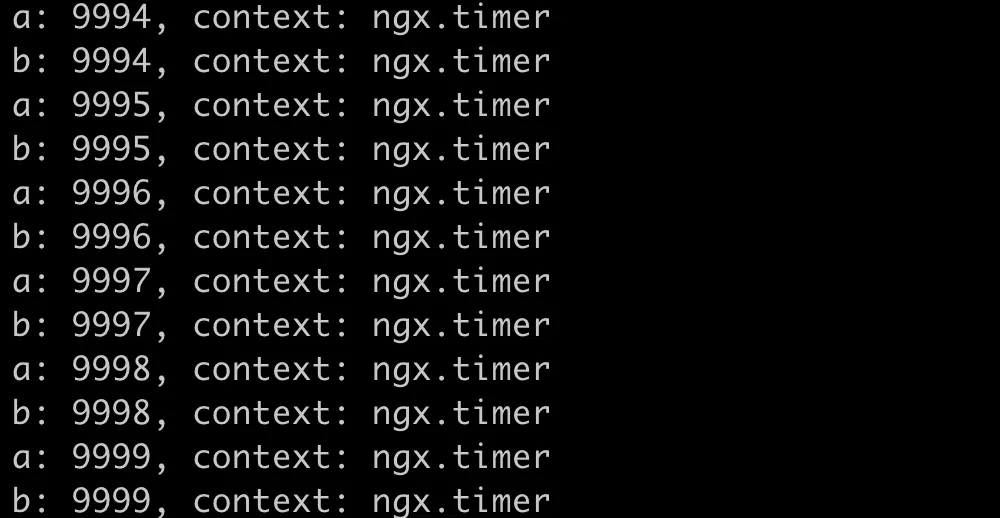 a: 9994, context: ngx.timer
b: 9994, context: ngx.timer
a: 9995, context: ngx.timer
b: 9995, context: ngx.timer
a: 9996, context: ngx.timer
b: 9996, context: ngx.timer
a: 9997, context: ngx.timer
b: 9997, context: ngx.timer
a: 9998, context: ngx.timer
b: 9998, context: ngx.timer
a: 9999, context: ngx.timer
b: 9999, context: ngx.timer